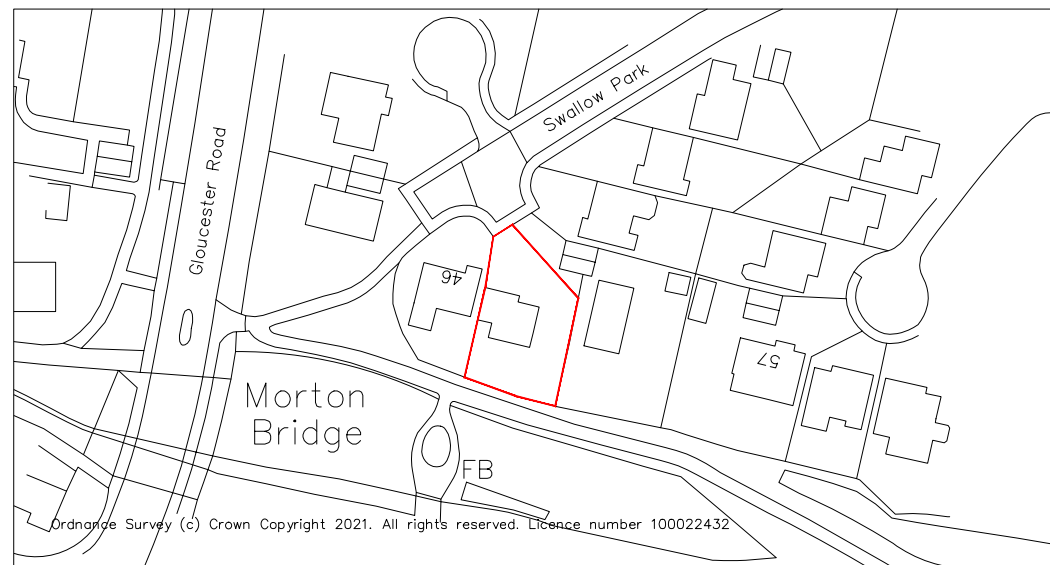 Swallow Park
Gloucester Road
46
57
Morton
Bridge
FB
Ordnance Survey (c) Crown Copyright 2021. All rights reserved. Licence number 100022432